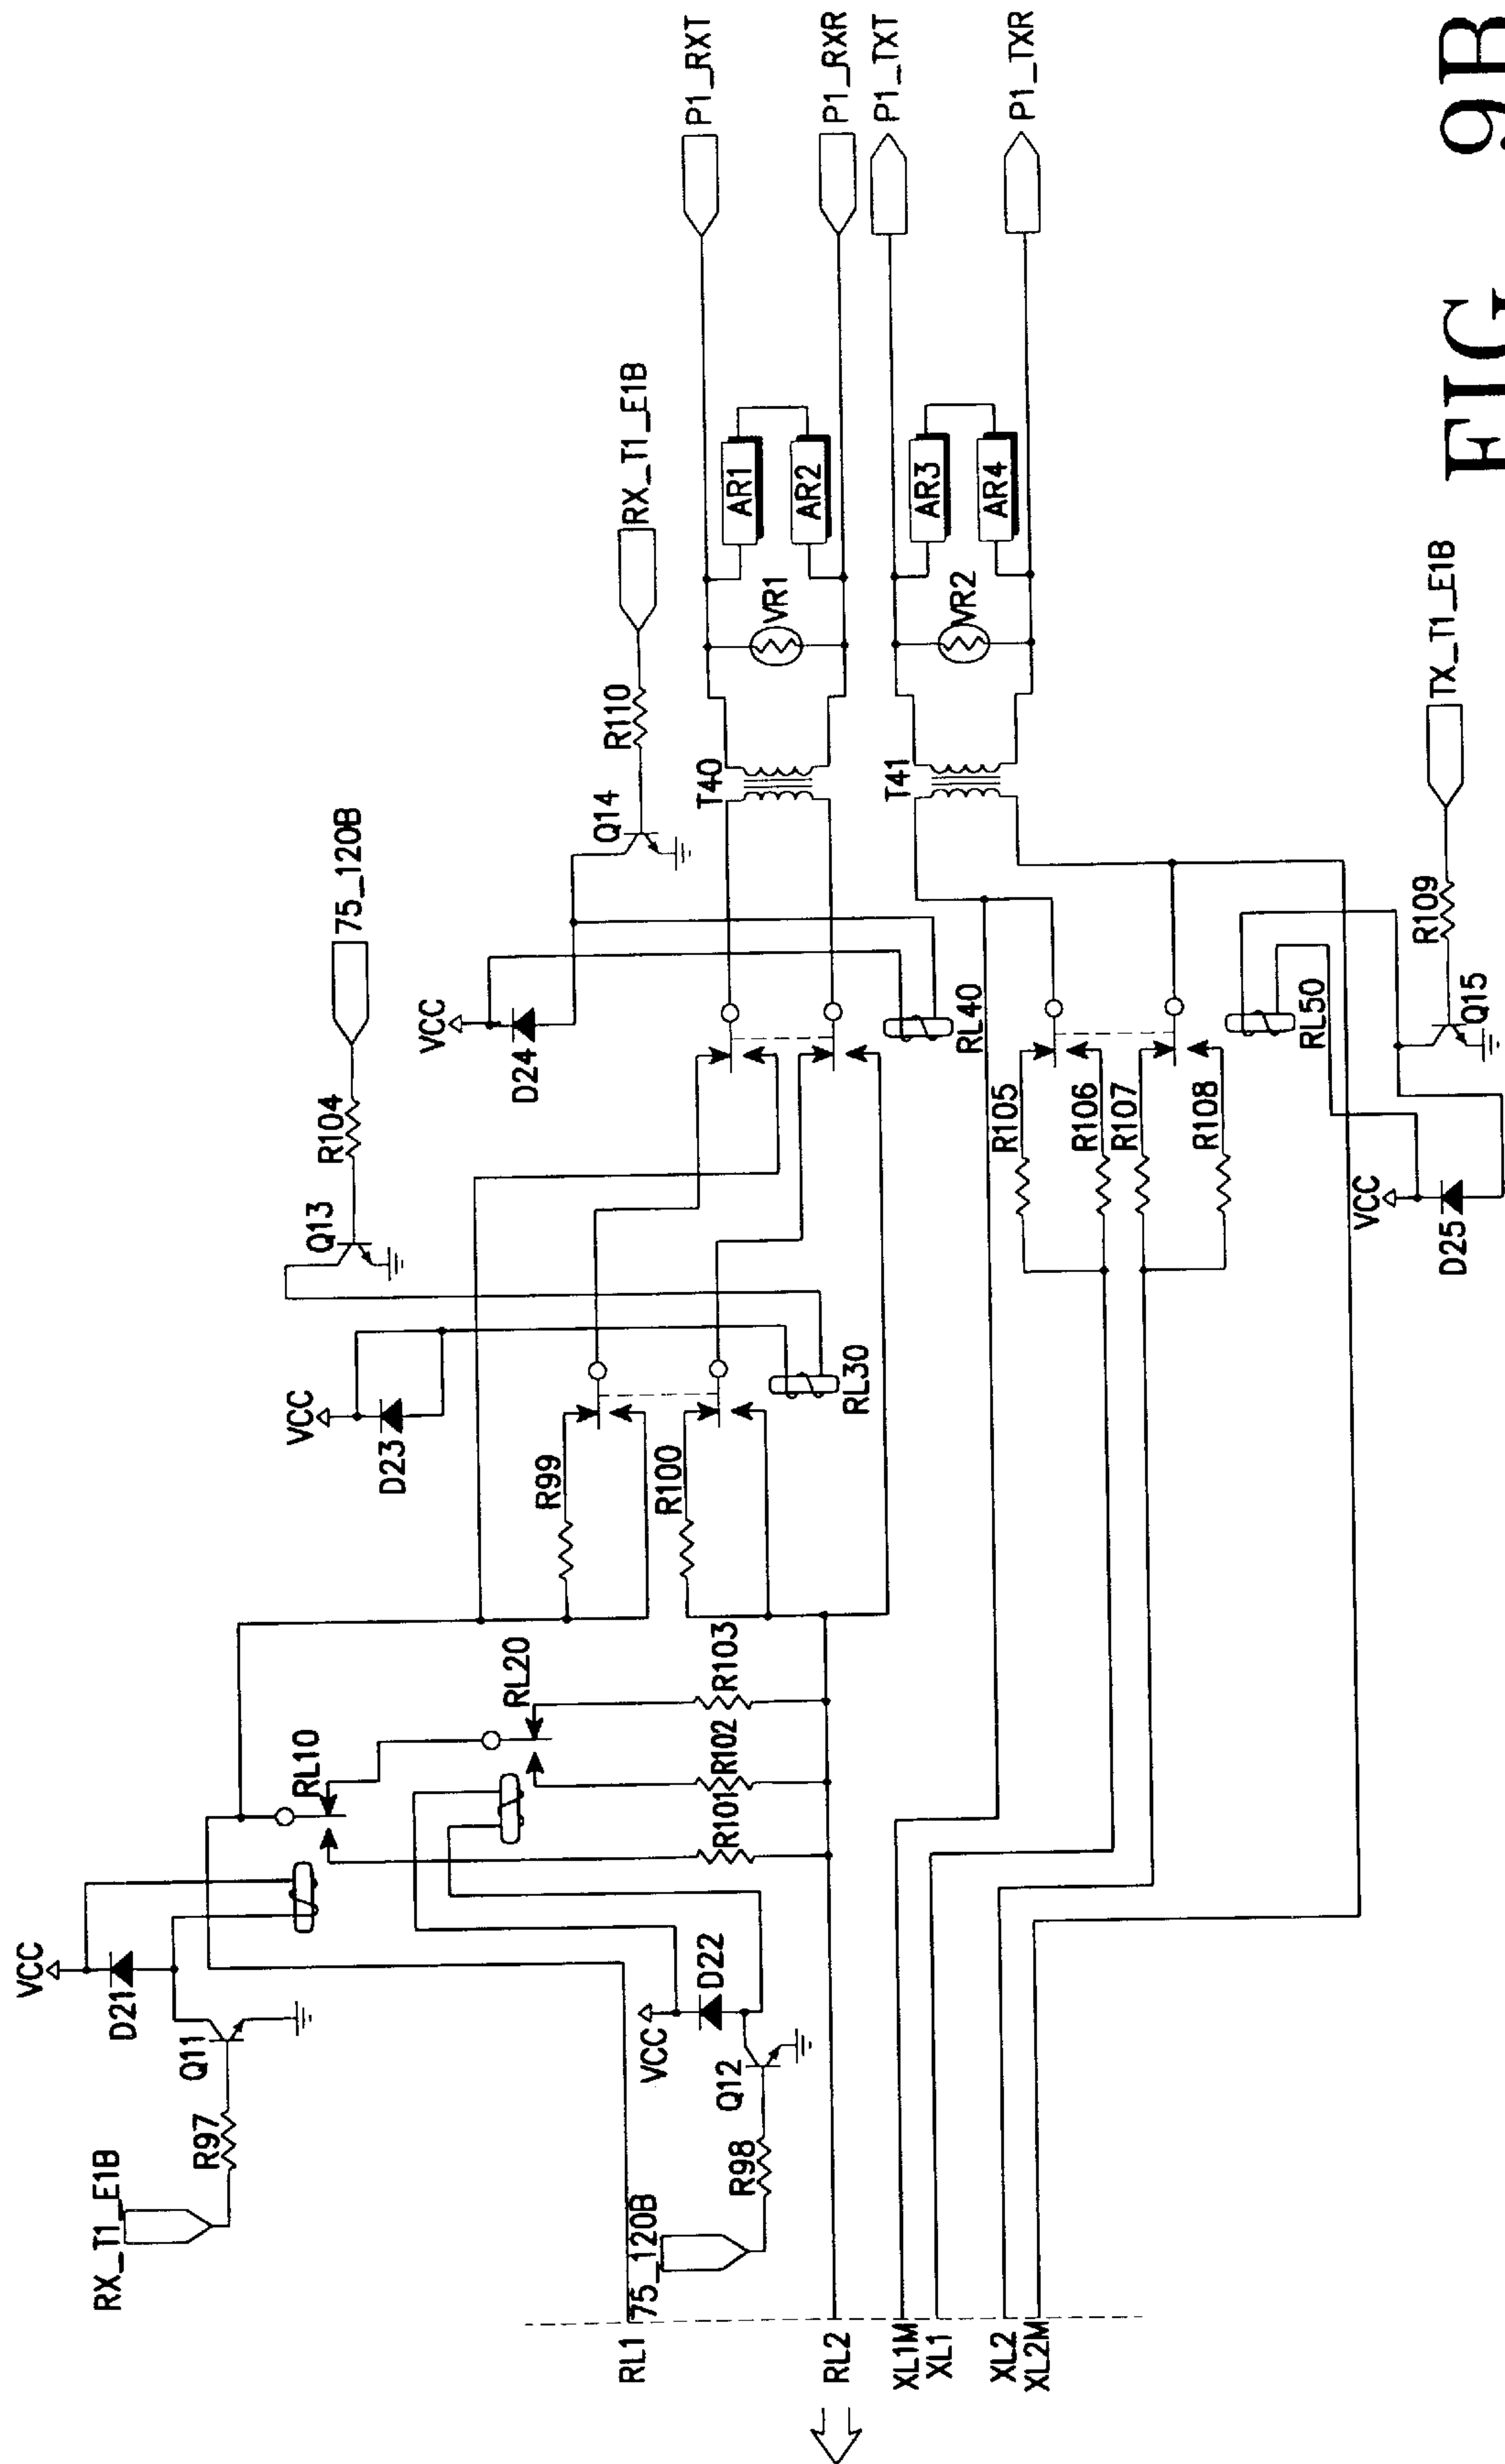 RX_T1_E1B
R97
Q11
D21
VCC
RL10
75_120B
R98
Q12
VCC
D22
RL20
R101
R102
R103
R99
R100
VCC
D23
RL30
Q13
R104
75_120B
VCC
D24
RL40
Q14
R110
RX_T1_E1B
T40
VR1
AR1
AR2
P1_RXT
P1_RXR
T41
VR2
AR3
AR4
P1_TXT
P1_TXR
R105
R106
R107
R108
RL50
VCC
D25
Q15
R109
TX_T1_E1B
RL1
RL2
XL1M
XL1
XL2
XL2M
FIG. 9B